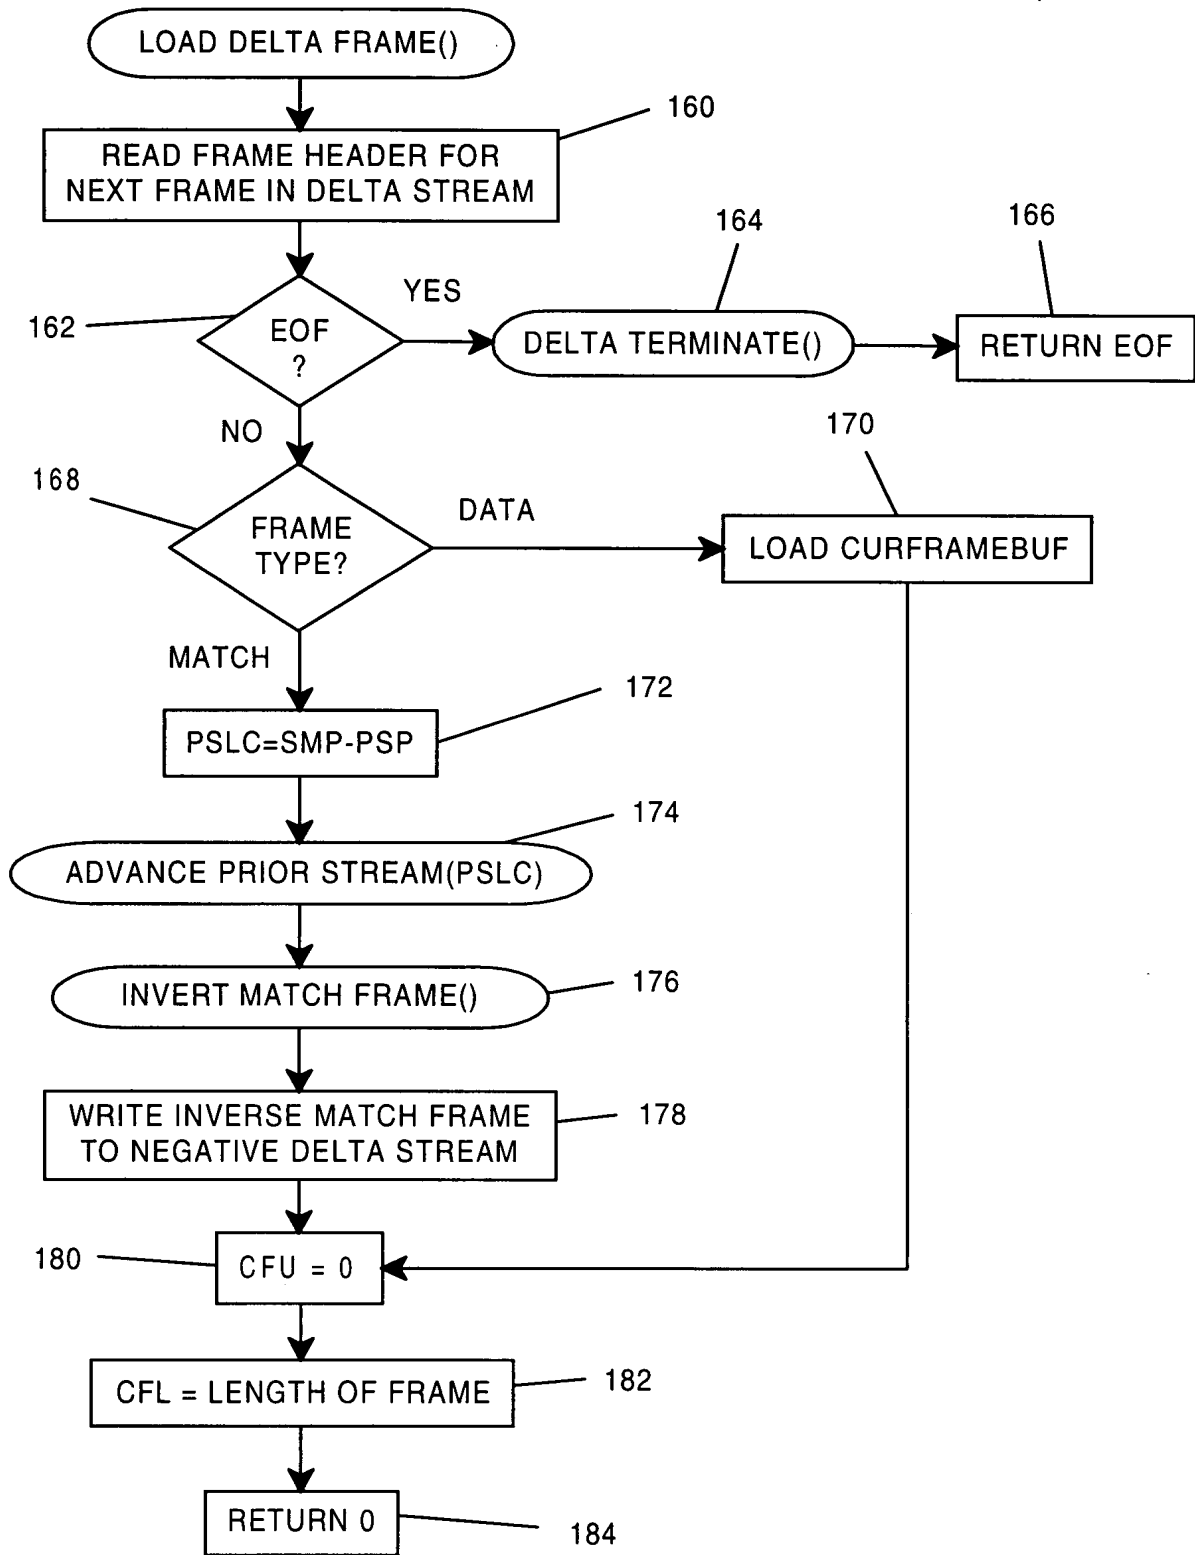 LOAD DELTA FRAME()
160
READ FRAME HEADER FOR
NEXT FRAME IN DELTA STREAM
164
166
162
EOF
?
YES
DELTA TERMINATE()
RETURN EOF
NO
170
168
FRAME
TYPE?
DATA
LOAD CURFRAMEBUF
MATCH
172
PSLC=SMP-PSP
174
ADVANCE PRIOR STREAM(PSLC)
INVERT MATCH FRAME()
176
WRITE INVERSE MATCH FRAME
TO NEGATIVE DELTA STREAM
178
180
CFU = 0
CFL = LENGTH OF FRAME
182
RETURN 0
184